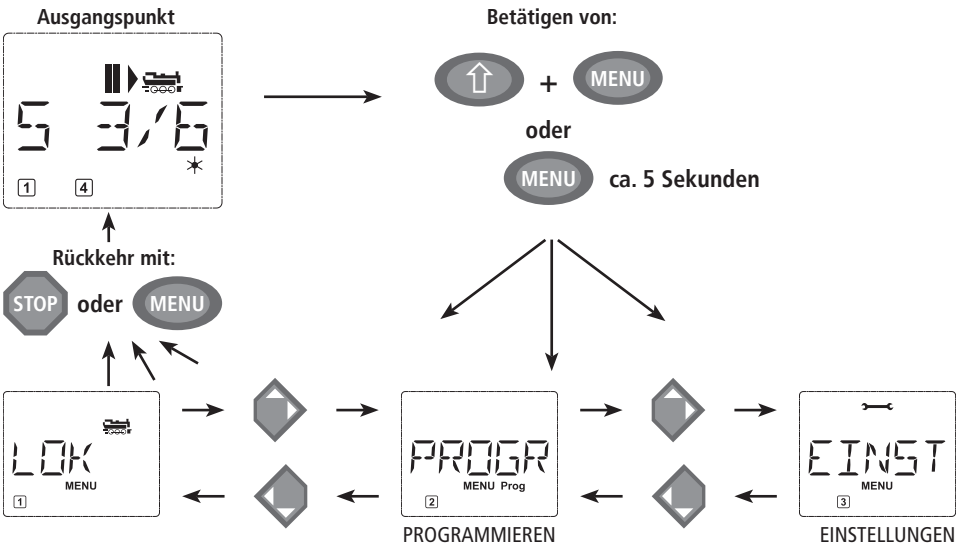 Ausgangspunkt
5 3/6
1 4
Betätigen von:
+ MENU
oder
MENU ca. 5 Sekunden
Rückkehr mit:
STOP oder MENU
LOK
MENU
1
PROGR
MENU Prog
2
PROGRAMMIEREN
EINST
MENU
3
EINSTELLUNGEN